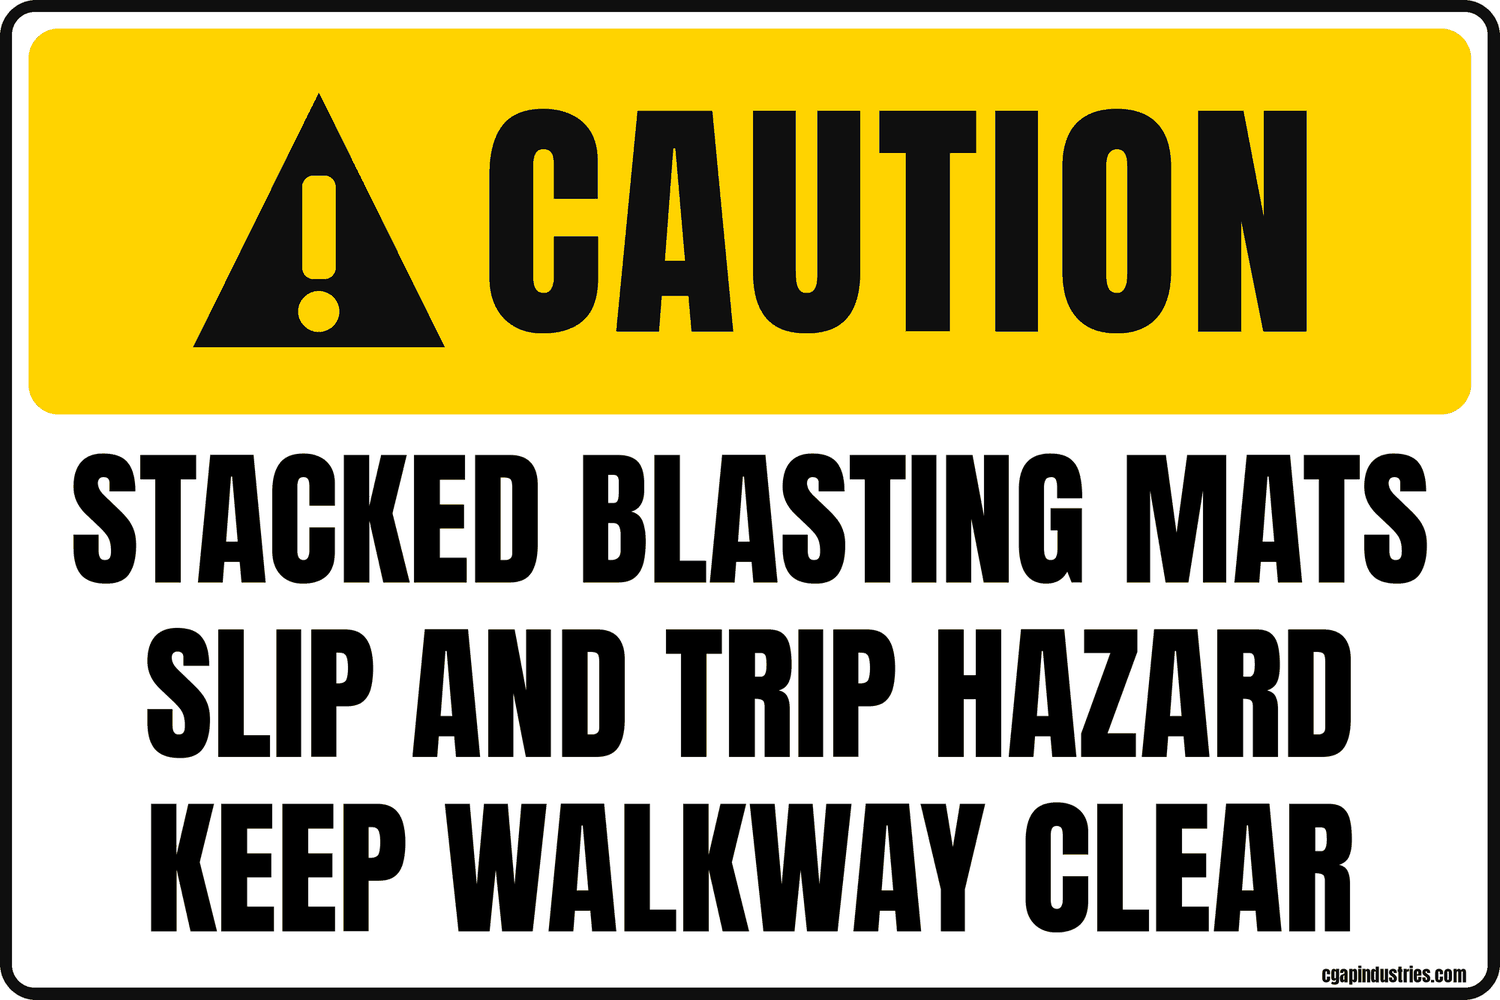 CAUTION
STACKED BLASTING MATS
SLIP AND TRIP HAZARD
KEEP WALKWAY CLEAR
cgapindustries.com